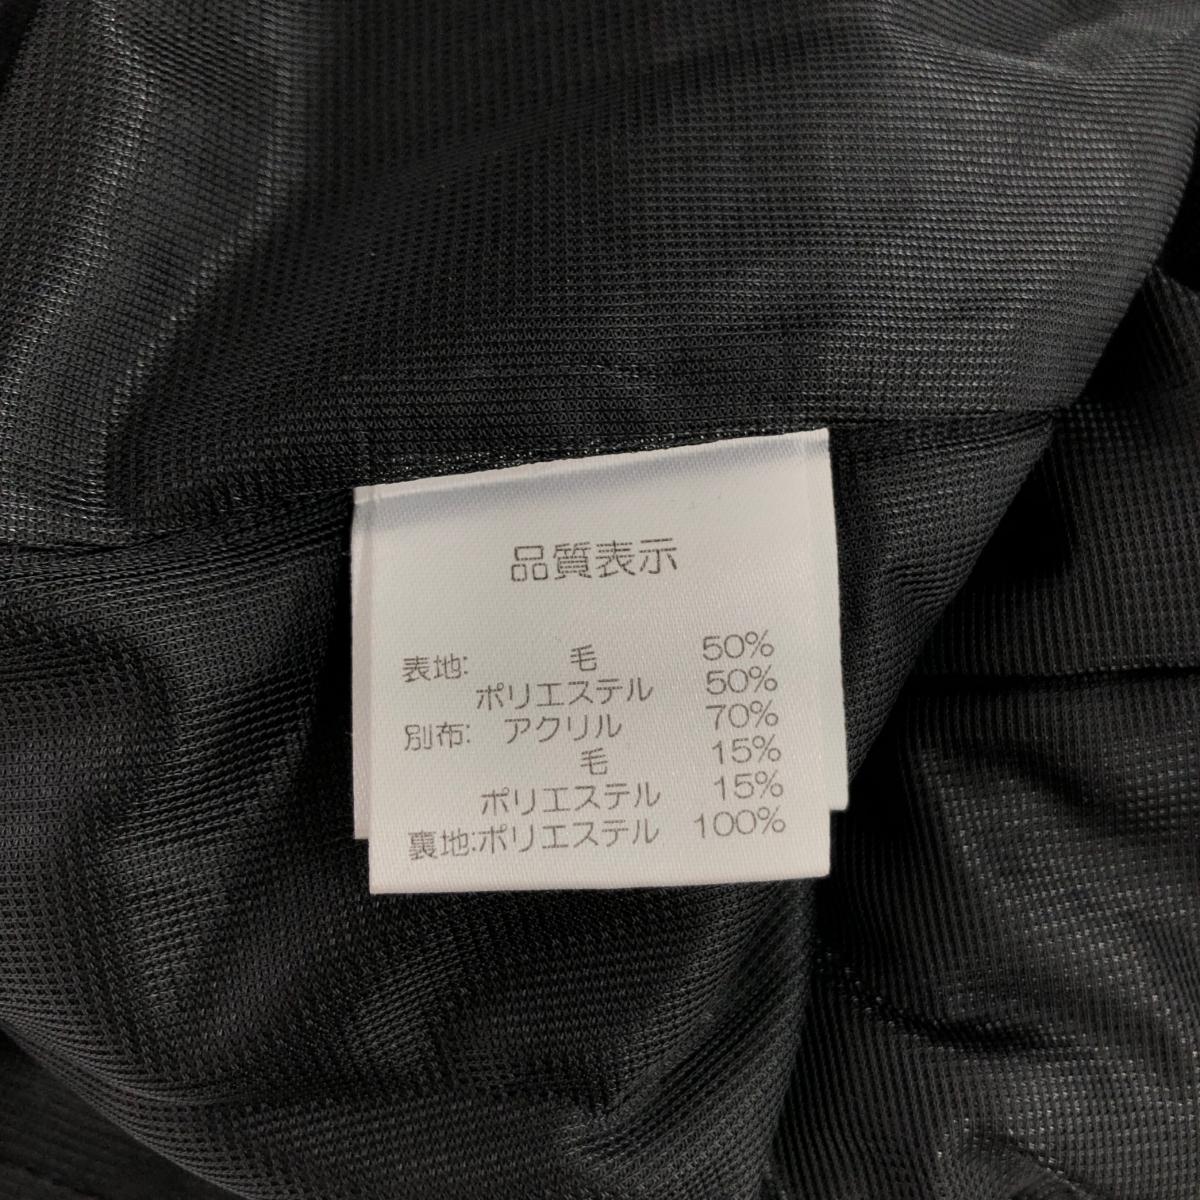 品質表示
表地: 毛 50%
ポリエステル 50%
別布: アクリル 70%
毛 15%
ポリエステル 15%
裏地:ポリエステル 100%